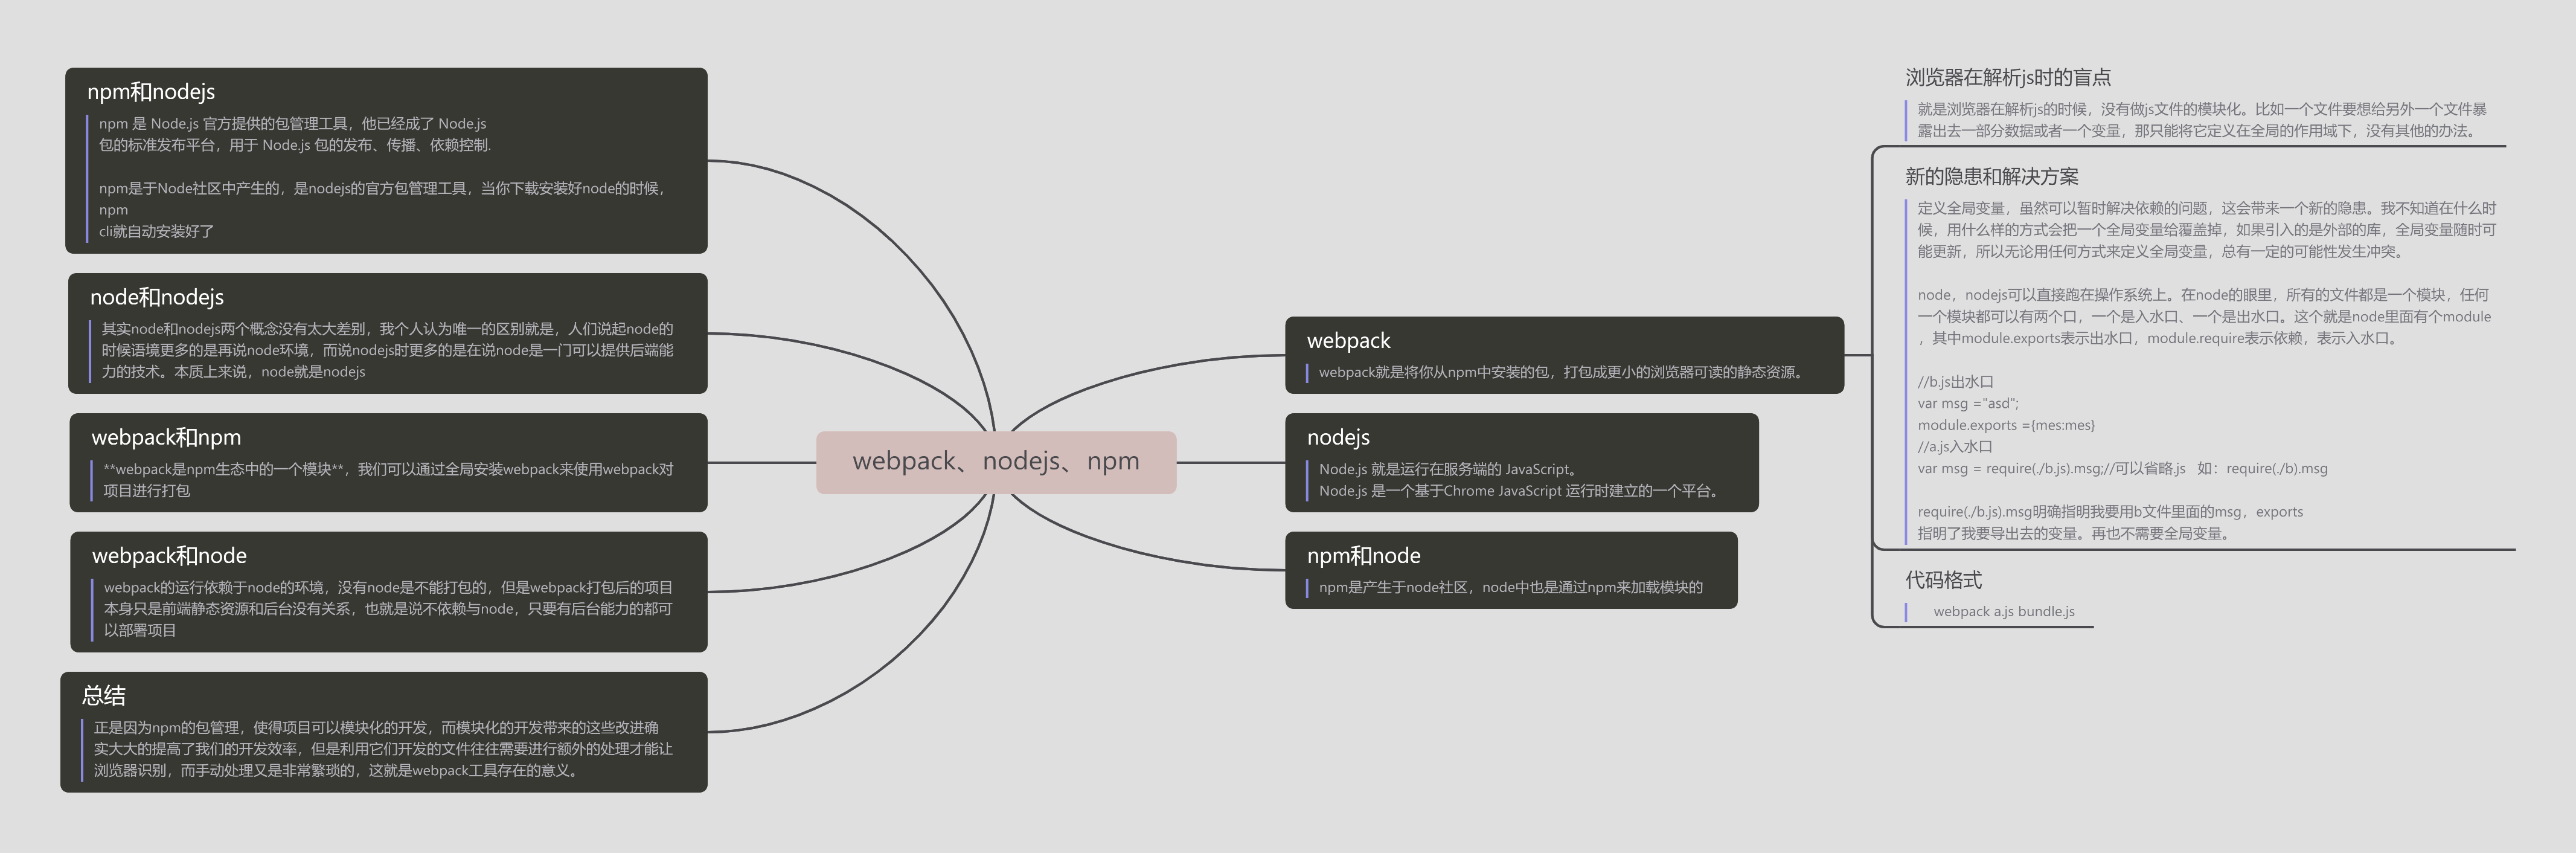 npm和nodejs
npm 是 Node.js 官方提供的包管理工具，他已经成了 Node.js
包的标准发布平台，用于 Node.js 包的发布、传播、依赖控制.
npm是于Node社区中产生的，是nodejs的官方包管理工具，当你下载安装好node的时候，
npm
cli就自动安装好了
node和nodejs
其实node和nodejs两个概念没有太大差别，我个人认为唯一的区别就是，人们说起node的
时候语境更多的是再说node环境，而说nodejs时更多的是在说node是一门可以提供后端能
力的技术。本质上来说，node就是nodejs
webpack和npm
**webpack是npm生态中的一个模块**，我们可以通过全局安装webpack来使用webpack对
项目进行打包
webpack和node
webpack的运行依赖于node的环境，没有node是不能打包的，但是webpack打包后的项目
本身只是前端静态资源和后台没有关系，也就是说不依赖与node，只要有后台能力的都可
以部署项目
总结
正是因为npm的包管理，使得项目可以模块化的开发，而模块化的开发带来的这些改进确
实大大的提高了我们的开发效率，但是利用它们开发的文件往往需要进行额外的处理才能让
浏览器识别，而手动处理又是非常繁琐的，这就是webpack工具存在的意义。
webpack、nodejs、npm
webpack
webpack就是将你从npm中安装的包，打包成更小的浏览器可读的静态资源。
nodejs
Node.js 就是运行在服务端的 JavaScript。
Node.js 是一个基于Chrome JavaScript 运行时建立的一个平台。
npm和node
npm是产生于node社区，node中也是通过npm来加载模块的
浏览器在解析js时的盲点
就是浏览器在解析js的时候，没有做js文件的模块化。比如一个文件要想给另外一个文件暴
露出去一部分数据或者一个变量，那只能将它定义在全局的作用域下，没有其他的办法。
新的隐患和解决方案
定义全局变量，虽然可以暂时解决依赖的问题，这会带来一个新的隐患。我不知道在什么时
候，用什么样的方式会把一个全局变量给覆盖掉，如果引入的是外部的库，全局变量随时可
能更新，所以无论用任何方式来定义全局变量，总有一定的可能性发生冲突。
node，nodejs可以直接跑在操作系统上。在node的眼里，所有的文件都是一个模块，任何
一个模块都可以有两个口，一个是入水口、一个是出水口。这个就是node里面有个module
，其中module.exports表示出水口，module.require表示依赖，表示入水口。
//b.js出水口
var msg ="asd";
module.exports ={mes:mes}
//a.js入水口
var msg = require(./b.js).msg;//可以省略.js 如：require(./b).msg
require(./b.js).msg明确指明我要用b文件里面的msg，exports
指明了我要导出去的变量。再也不需要全局变量。
代码格式
webpack a.js bundle.js